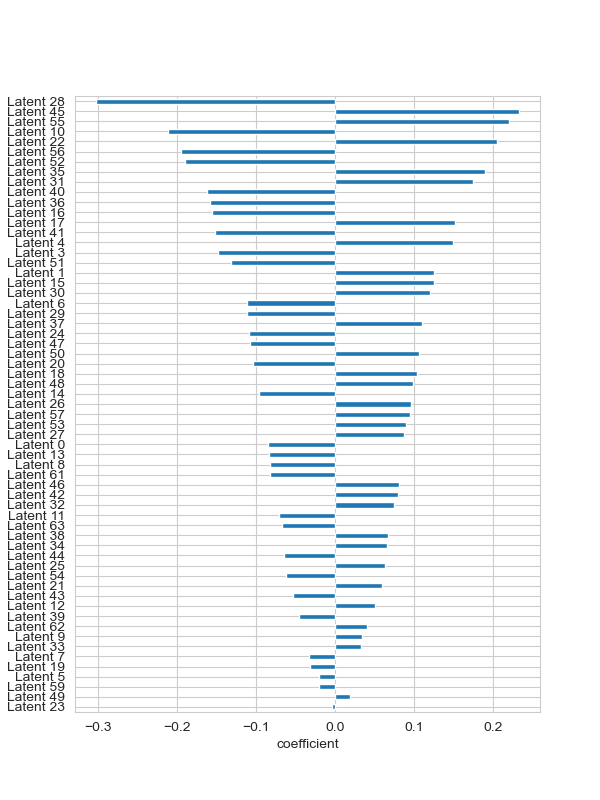 Latent 28
Latent 45
Latent 55
Latent 10
Latent 22
Latent 56
Latent 52
Latent 35
Latent 31
Latent 40
Latent 36
Latent 16
Latent 17
Latent 41
Latent 4
Latent 3
Latent 51
Latent 1
Latent 15
Latent 30
Latent 6
Latent 29
Latent 37
Latent 24
Latent 47
Latent 50
Latent 20
Latent 18
Latent 48
Latent 14
Latent 26
Latent 57
Latent 53
Latent 27
Latent 0
Latent 13
Latent 8
Latent 61
Latent 46
Latent 42
Latent 32
Latent 11
Latent 63
Latent 38
Latent 34
Latent 44
Latent 25
Latent 54
Latent 21
Latent 43
Latent 12
Latent 39
Latent 62
Latent 9
Latent 33
Latent 7
Latent 19
Latent 5
Latent 59
Latent 49
Latent 23
−0.3 −0.2 −0.1 0.0 0.1 0.2
coefficient